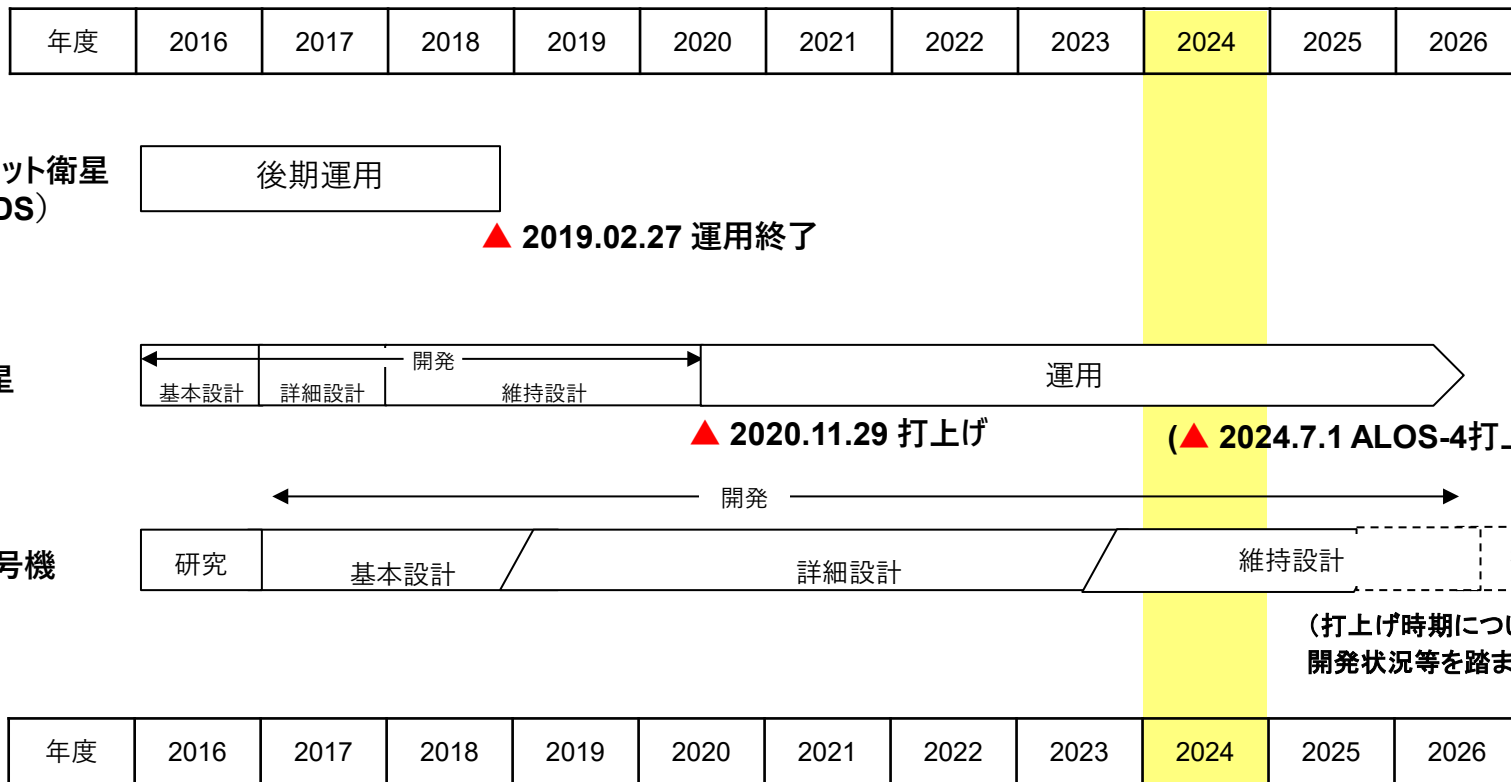 年度 2016 2017 2018 2019 2020 2021 2022 2023 2024 2025 2026
ット衛星
DS）
後期運用
▲ 2019.02.27 運用終了
星
開発
基本設計 詳細設計 維持設計
運用
▲ 2020.11.29 打上げ
(▲ 2024.7.1 ALOS-4打上
開発
号機
研究 基本設計 詳細設計 維持設計
（打上げ時期につい
開発状況等を踏ま
年度 2016 2017 2018 2019 2020 2021 2022 2023 2024 2025 2026